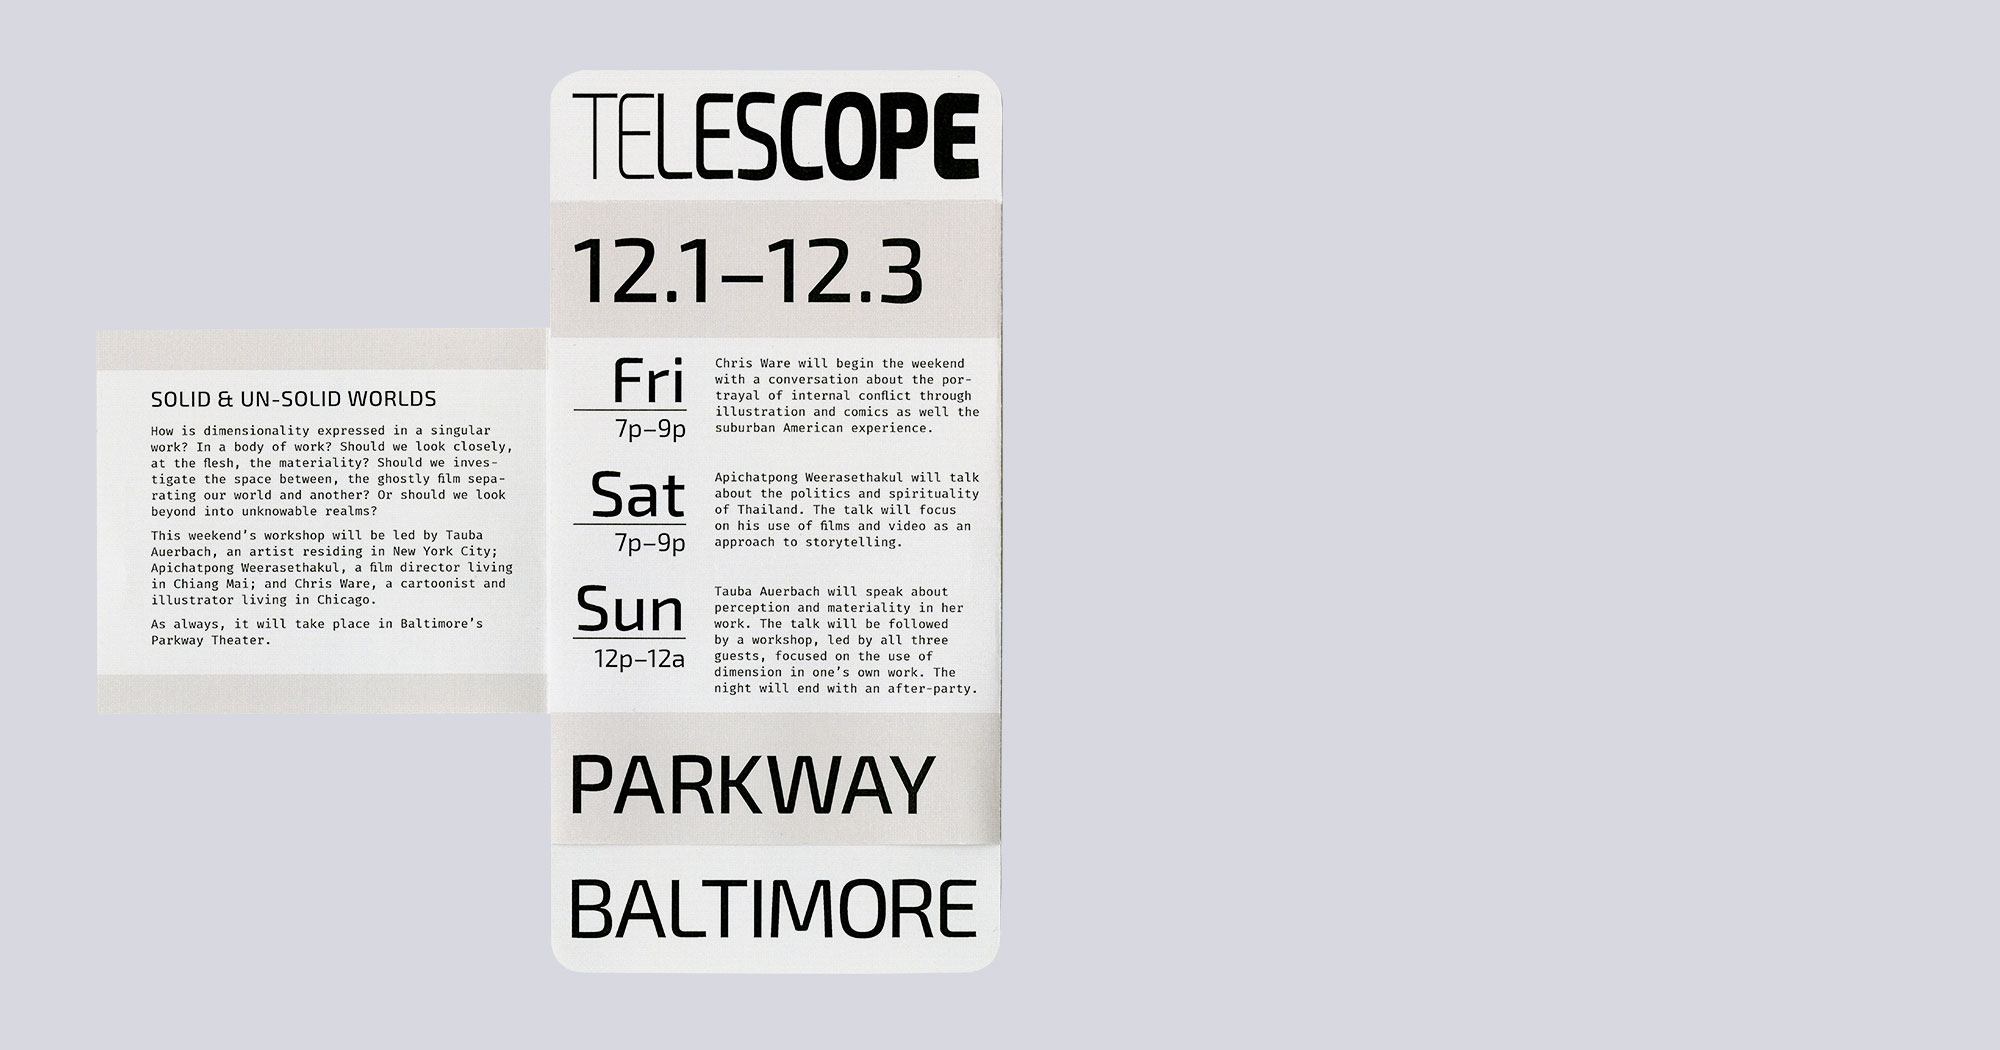 TELESCOPE
12.1–12.3
SOLID & UN-SOLID WORLDS
How is dimensionality expressed in a singular
work? In a body of work? Should we look closely,
at the flesh, the materiality? Should we inves-
tigate the space between, the ghostly film sepa-
rating our world and another? Or should we look
beyond into unknowable realms?
This weekend’s workshop will be led by Tauba
Auerbach, an artist residing in New York City;
Apichatpong Weerasethakul, a film director living
in Chiang Mai; and Chris Ware, a cartoonist and
illustrator living in Chicago.
As always, it will take place in Baltimore’s
Parkway Theater.
Fri
7p–9p
Chris Ware will begin the weekend
with a conversation about the por-
trayal of internal conflict through
illustration and comics as well the
suburban American experience.
Sat
7p–9p
Apichatpong Weerasethakul will talk
about the politics and spirituality
of Thailand. The talk will focus
on his use of films and video as an
approach to storytelling.
Sun
12p–12a
Tauba Auerbach will speak about
perception and materiality in her
work. The talk will be followed
by a workshop, led by all three
guests, focused on the use of
dimension in one’s own work. The
night will end with an after-party.
PARKWAY
BALTIMORE